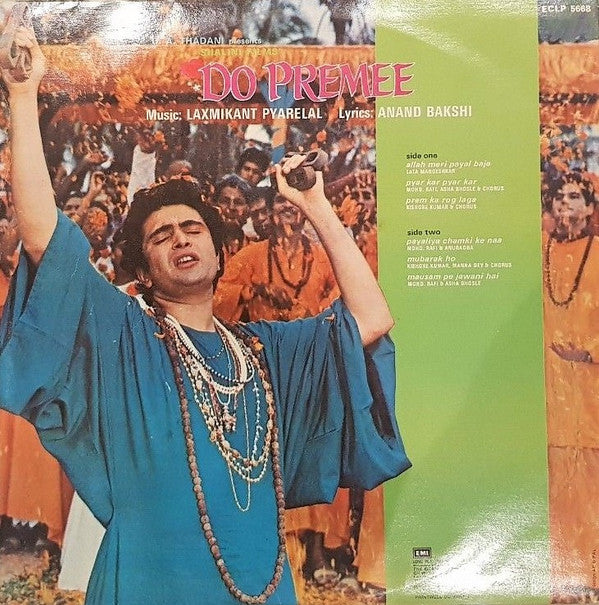 ECLP 5668
THADANI presents
SHALINI FILMS'
DO PREMEE
Music: LAXMIKANT PYARELAL Lyrics: ANAND BAKSHI
side one
allah meri payal baje
LATA MANGESHKAR
pyar kar pyar kar
MOHD. RAFI, ASHA BHOSLE & CHORUS
prem ka rog laga
KISHORE KUMAR & CHORUS
side two
payaliya chamki ke naa
MOHD. RAFI & ANURADHA
mubarak ho
KISHORE KUMAR, MANNA DEY & CHORUS
mausam pe jawani hai
MOHD. RAFI & ASHA BHOSLE
EMI